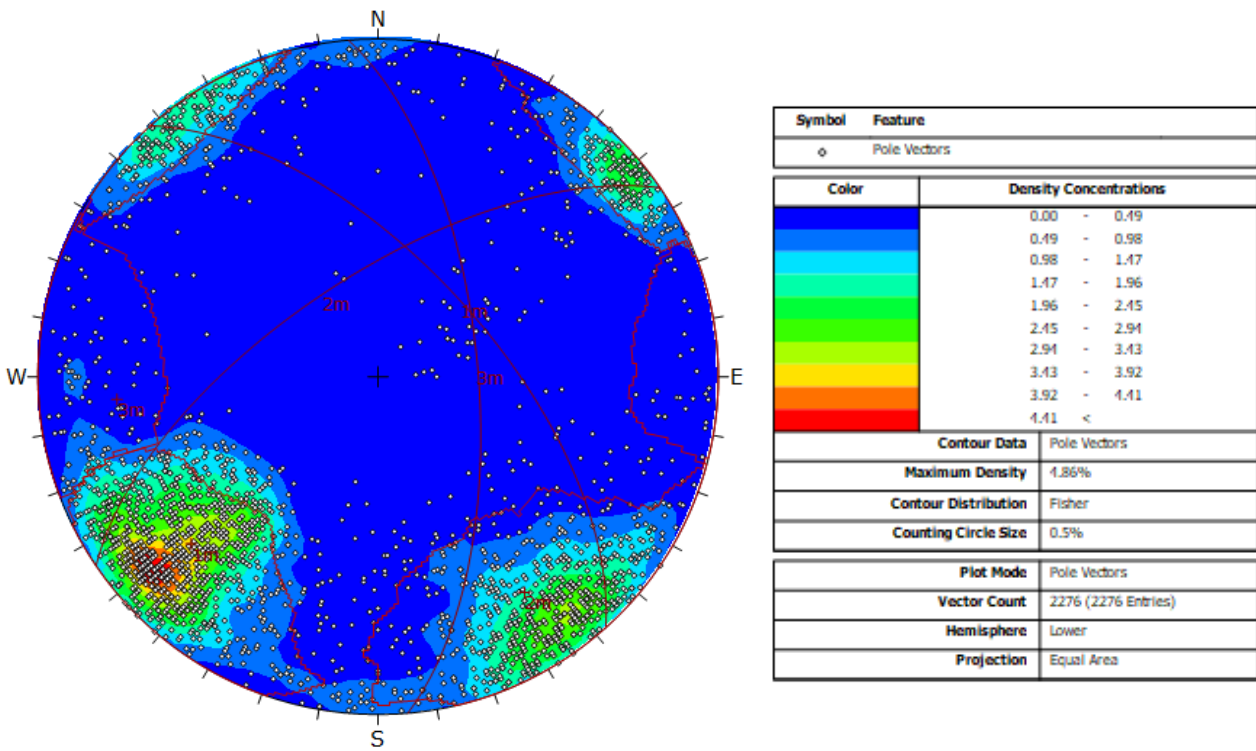 N
W
E
S
2m
1m
3m
3m
1m
2m
Symbol Feature
Pole Vectors
Color Density Concentrations
0.00 - 0.49
0.49 - 0.98
0.98 - 1.47
1.47 - 1.96
1.96 - 2.45
2.45 - 2.94
2.94 - 3.43
3.43 - 3.92
3.92 - 4.41
4.41 <
Contour Data Pole Vectors
Maximum Density 4.86%
Contour Distribution Fisher
Counting Circle Size 0.5%
Plot Mode Pole Vectors
Vector Count 2276 (2276 Entries)
Hemisphere Lower
Projection Equal Area